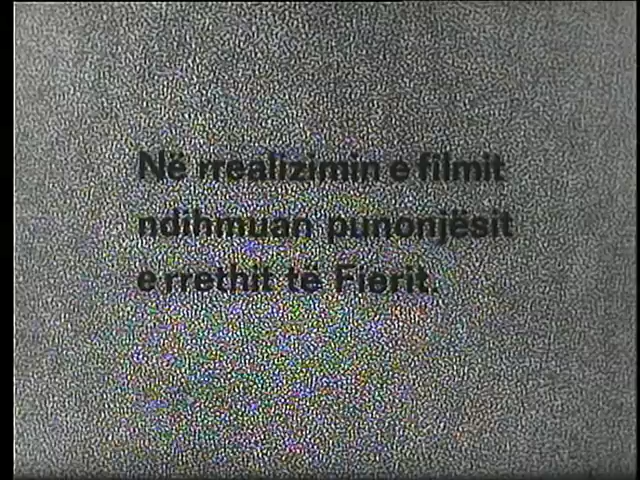 Në rrealizimin e filmit
ndihmuan punonjësit
e rrethit të Fierit.